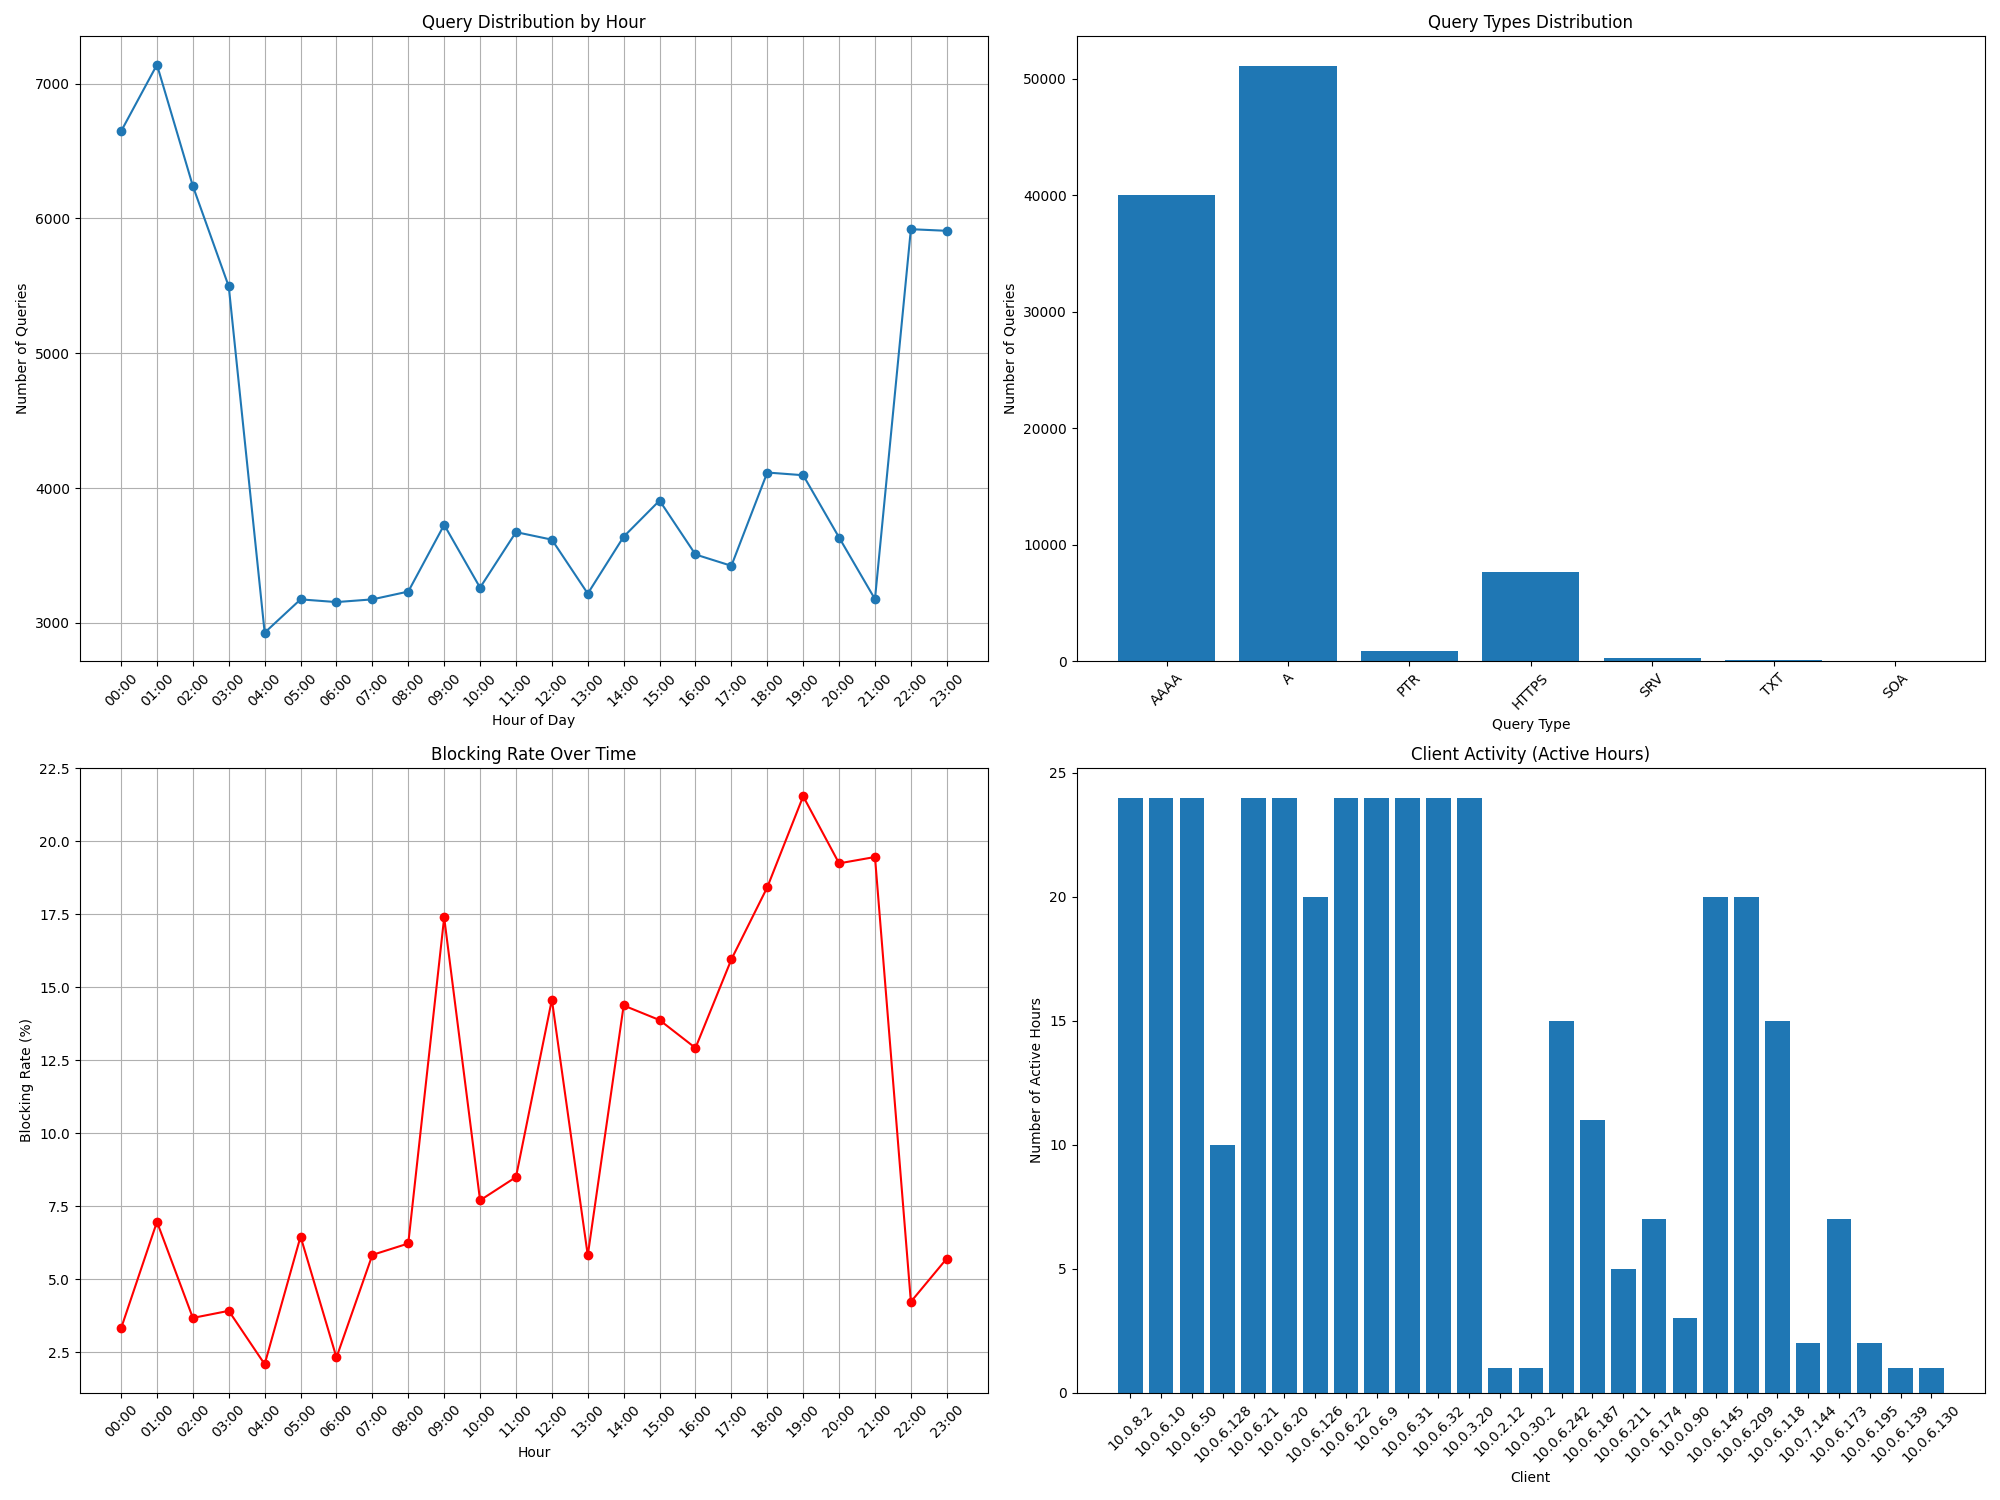 Query Distribution by Hour
Number of Queries
7000
6000
5000
4000
3000
00:00 01:00 02:00 03:00 04:00 05:00 06:00 07:00 08:00 09:00 10:00 11:00 12:00 13:00 14:00 15:00 16:00 17:00 18:00 19:00 20:00 21:00 22:00 23:00
Hour of Day
Query Types Distribution
Number of Queries
50000
40000
30000
20000
10000
0
AAAA A PTR HTTPS SRV TXT SOA
Query Type
Blocking Rate Over Time
Blocking Rate (%)
22.5
20.0
17.5
15.0
12.5
10.0
7.5
5.0
2.5
00:00 01:00 02:00 03:00 04:00 05:00 06:00 07:00 08:00 09:00 10:00 11:00 12:00 13:00 14:00 15:00 16:00 17:00 18:00 19:00 20:00 21:00 22:00 23:00
Hour
Client Activity (Active Hours)
Number of Active Hours
25
20
15
10
5
0
10.0.8.2 10.0.6.10 10.0.6.50 10.0.6.128 10.0.6.21 10.0.6.20 10.0.6.126 10.0.6.22 10.0.6.9 10.0.6.31 10.0.6.32 10.0.3.20 10.0.2.12 10.0.30.2 10.0.6.242 10.0.6.187 10.0.6.211 10.0.6.174 10.0.0.90 10.0.6.145 10.0.6.209 10.0.6.118 10.0.7.144 10.0.6.173 10.0.6.195 10.0.6.139 10.0.6.130
Client